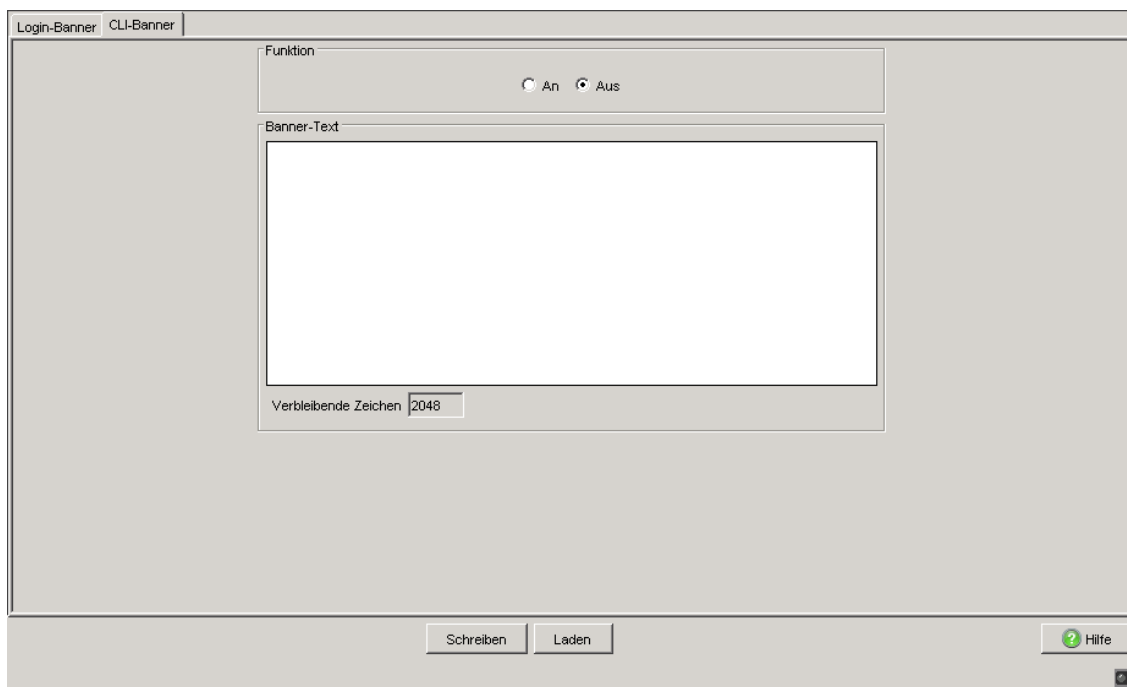 Login-Banner CLI-Banner
Funktion
An Aus
Banner-Text
Verbleibende Zeichen 2048
Schreiben Laden Hilfe